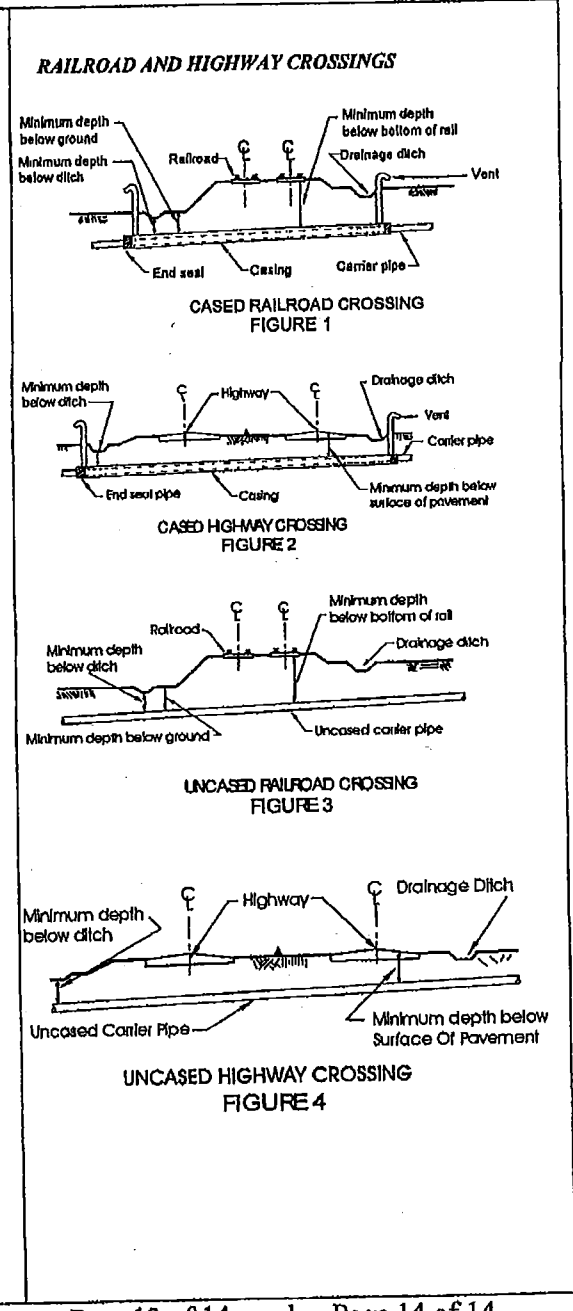 RAILROAD AND HIGHWAY CROSSINGS
Minimum depth
below ground
Minimum depth
below ditch
Railroad
℄
℄
Minimum depth
below bottom of rail
Drainage ditch
Vent
End seal
Casing
Carrier pipe
CASED RAILROAD CROSSING
FIGURE 1
Minimum depth
below ditch
℄
Highway
℄
Drainage ditch
Vent
Carrier pipe
End seal pipe
Casing
Minimum depth below
surface of pavement
CASED HIGHWAY CROSSING
FIGURE 2
Minimum depth
below ditch
Railroad
℄
℄
Minimum depth
below bottom of rail
Drainage ditch
Minimum depth below ground
Uncased carrier pipe
UNCASED RAILROAD CROSSING
FIGURE 3
Minimum depth
below ditch
℄
Highway
℄
Drainage Ditch
Uncased Carrier Pipe
Minimum depth below
Surface Of Pavement
UNCASED HIGHWAY CROSSING
FIGURE 4
of 14
Page 14 of 14